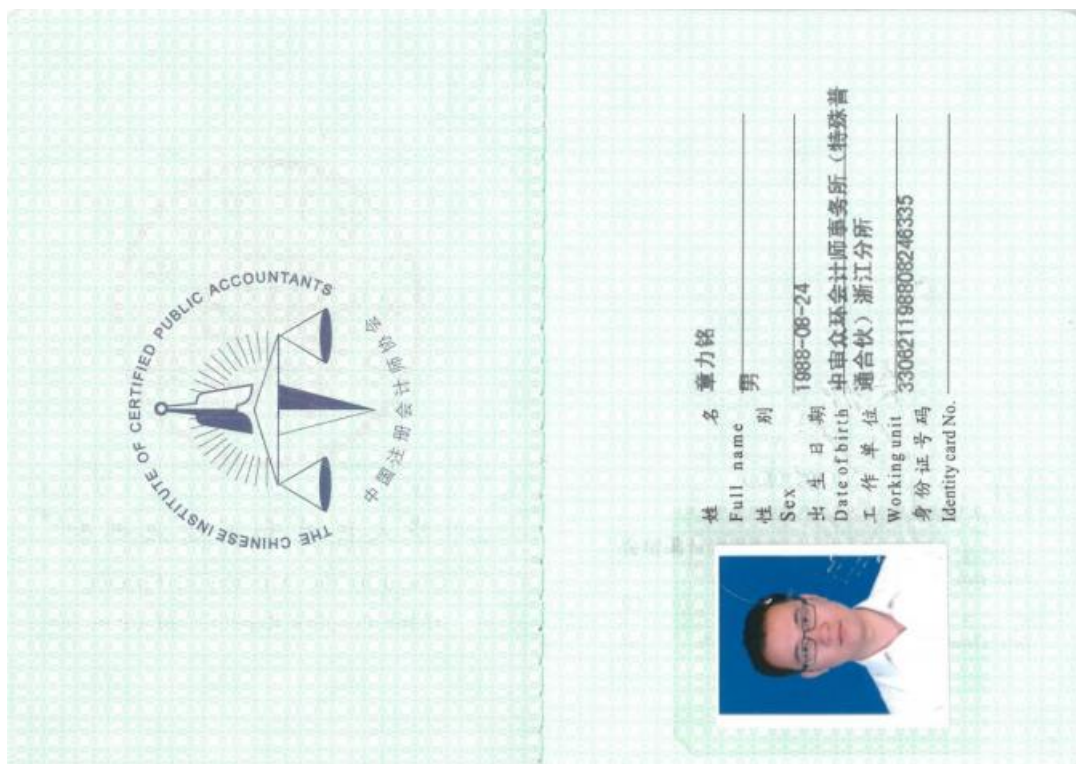 THE CHINESE INSTITUTE OF CERTIFIED PUBLIC ACCOUNTANTS
中国注册会计师协会
姓 名 童力铭
Full name
性 别 男
Sex
出生日期 1988-08-24
Date of birth
工作单位 中审众环会计师事务所（特殊普
Working unit 通合伙）浙江分所
身份证号码 330621198808246335
Identity card No.